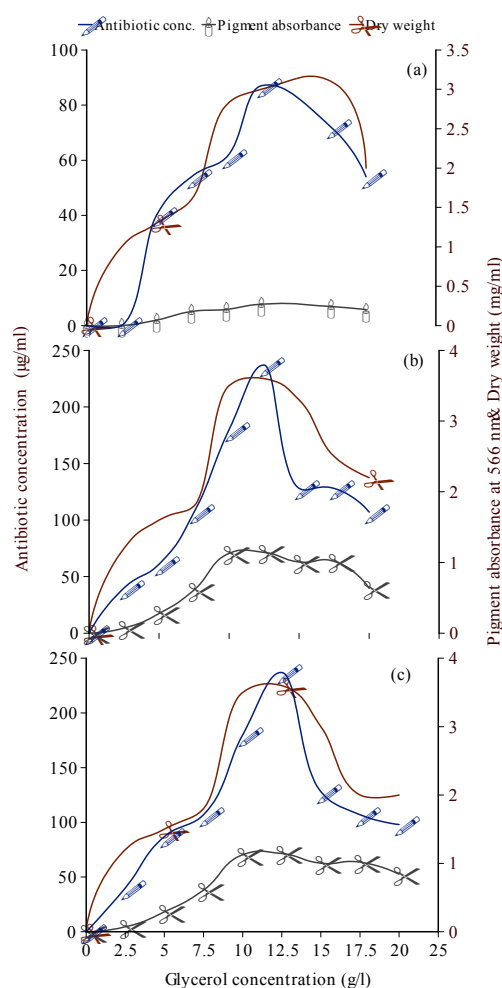 Antibiotic conc. Pigment absorbance Dry weight
100 3.5
(a)
80 3
2.5
60 2
40 1.5
1
20 0.5
0 0
250 4
(b)
200 3
150 2
100
50 1
0 0
250 4
(c)
200 3
150 2
100
50 1
0 0
0 2.5 5 7.5 10 12.5 15 17.5 20 25
Glycerol concentration (g/l)
Antibiotic concentration (µg/ml)
Pigment absorbance at 566 nm& Dry weight (mg/ml)